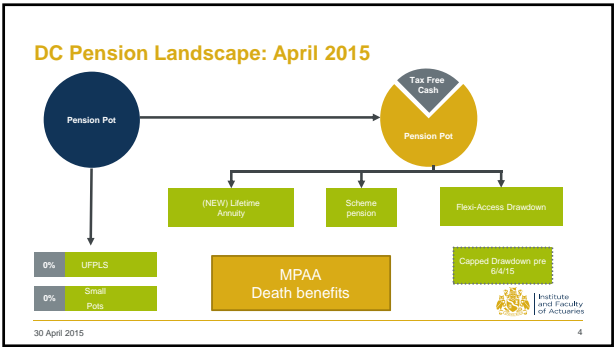 DC Pension Landscape: April 2015
Pension Pot
Tax Free
Cash
Pension Pot
(NEW) Lifetime
Annuity
Scheme
pension
Flexi-Access Drawdown
0%
UFPLS
0%
Small
Pots
MPAA
Death benefits
Capped Drawdown pre
6/4/15
Institute
and Faculty
of Actuaries
30 April 2015
4